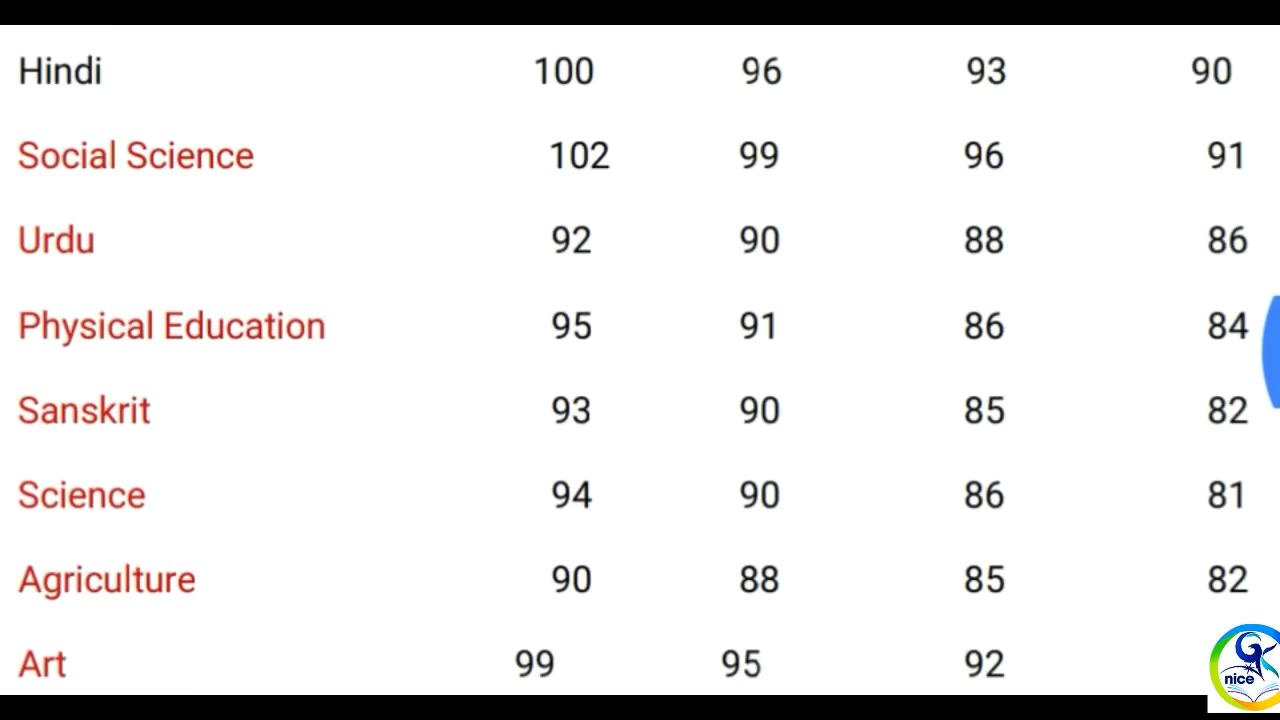 Hindi 100 96 93 90
Social Science 102 99 96 91
Urdu 92 90 88 86
Physical Education 95 91 86 84
Sanskrit 93 90 85 82
Science 94 90 86 81
Agriculture 90 88 85 82
Art 99 95 92
nice